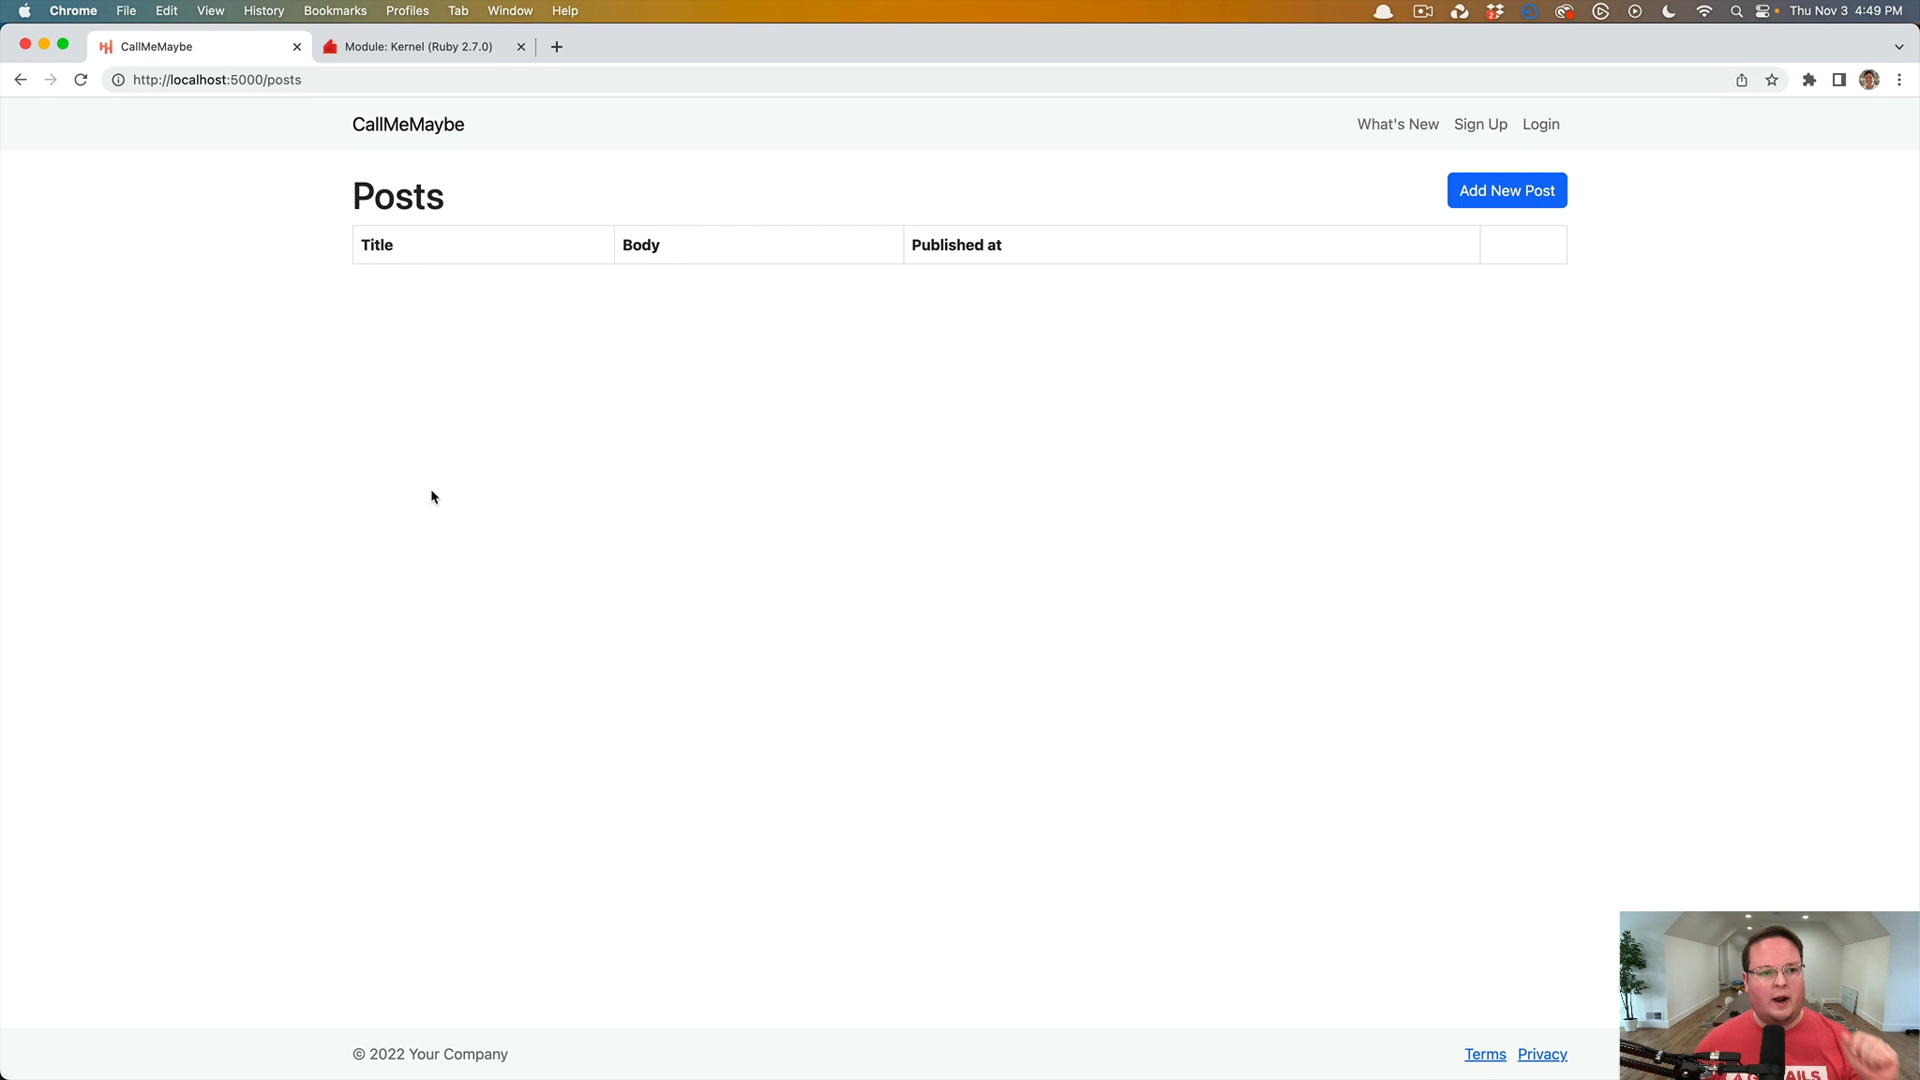 Chrome File Edit View History Bookmarks Profiles Tab Window Help
2
Thu Nov 3 4:49 PM
CallMeMaybe
Module: Kernel (Ruby 2.7.0)
http://localhost:5000/posts
CallMeMaybe
What's New Sign Up Login
Posts
Add New Post
Title Body Published at
© 2022 Your Company
Terms Privacy